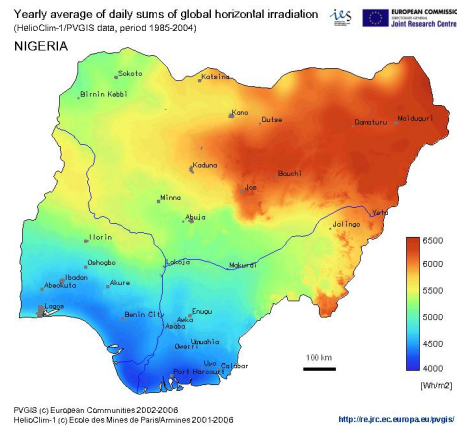 Yearly average of daily sums of global horizontal irradiation
(HelioClim-1/PVGIS data, period 1985-2004)
NIGERIA
ies
EUROPEAN COMMISSION
DIRECTORATE-GENERAL
Joint Research Centre
Sokoto
Katsina
Birnin Kebbi
Kano
Dutse
Damaturu
Maiduguri
Kaduna
Bauchi
Jos
Minna
Yola
Abuja
Jalingo
Ilorin
Oshogbo
Lokoja
Makurdi
Ibadan
Abeokuta
Akure
Lagos
Benin City
Enugu
Awka
Asaba
Umuahia
Owerri
Uyo
Calabar
Port Harcourt
6500
6000
5500
5000
4500
4000
[Wh/m2]
100 km
PVGIS (c) European Communities 2002-2006
HelioClim-1 (c) Ecole des Mines de Paris/Armines 2001-2006
http://re.jrc.ec.europa.eu/pvgis/